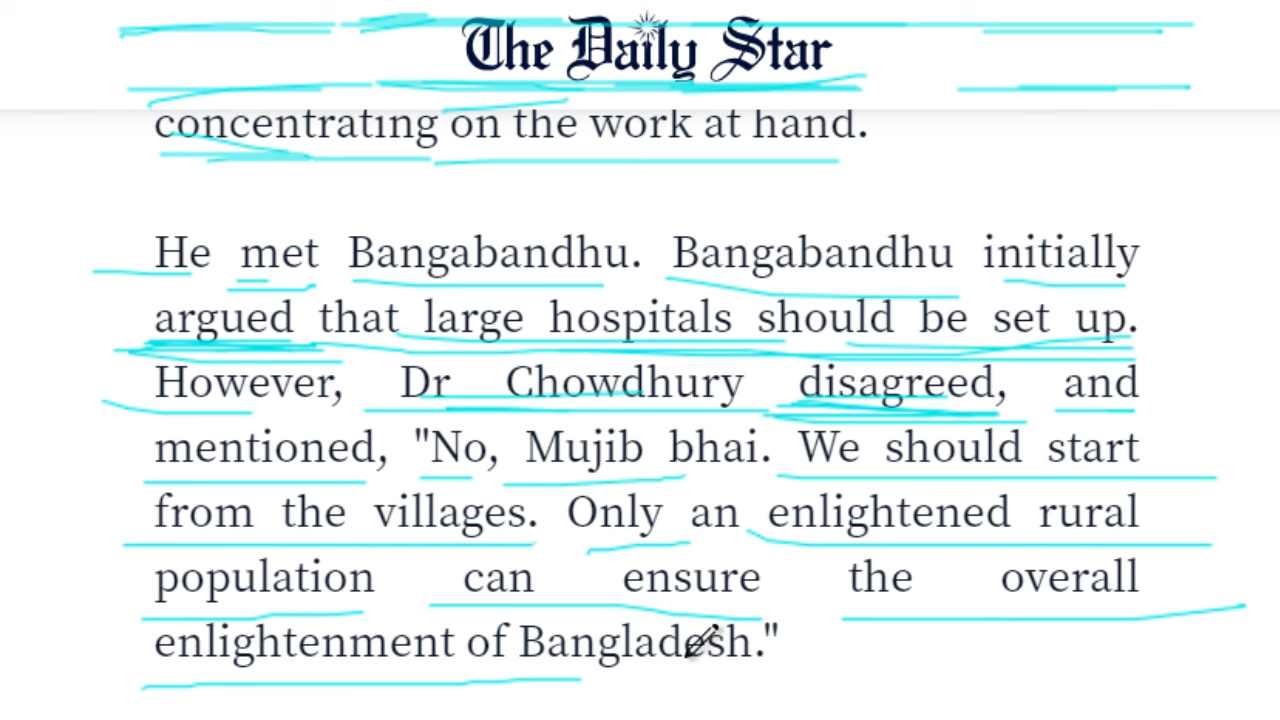 The Daily Star
concentrating on the work at hand.
He met Bangabandhu. Bangabandhu initially
argued that large hospitals should be set up.
However, Dr Chowdhury disagreed, and
mentioned, "No, Mujib bhai. We should start
from the villages. Only an enlightened rural
population can ensure the overall
enlightenment of Bangladesh."